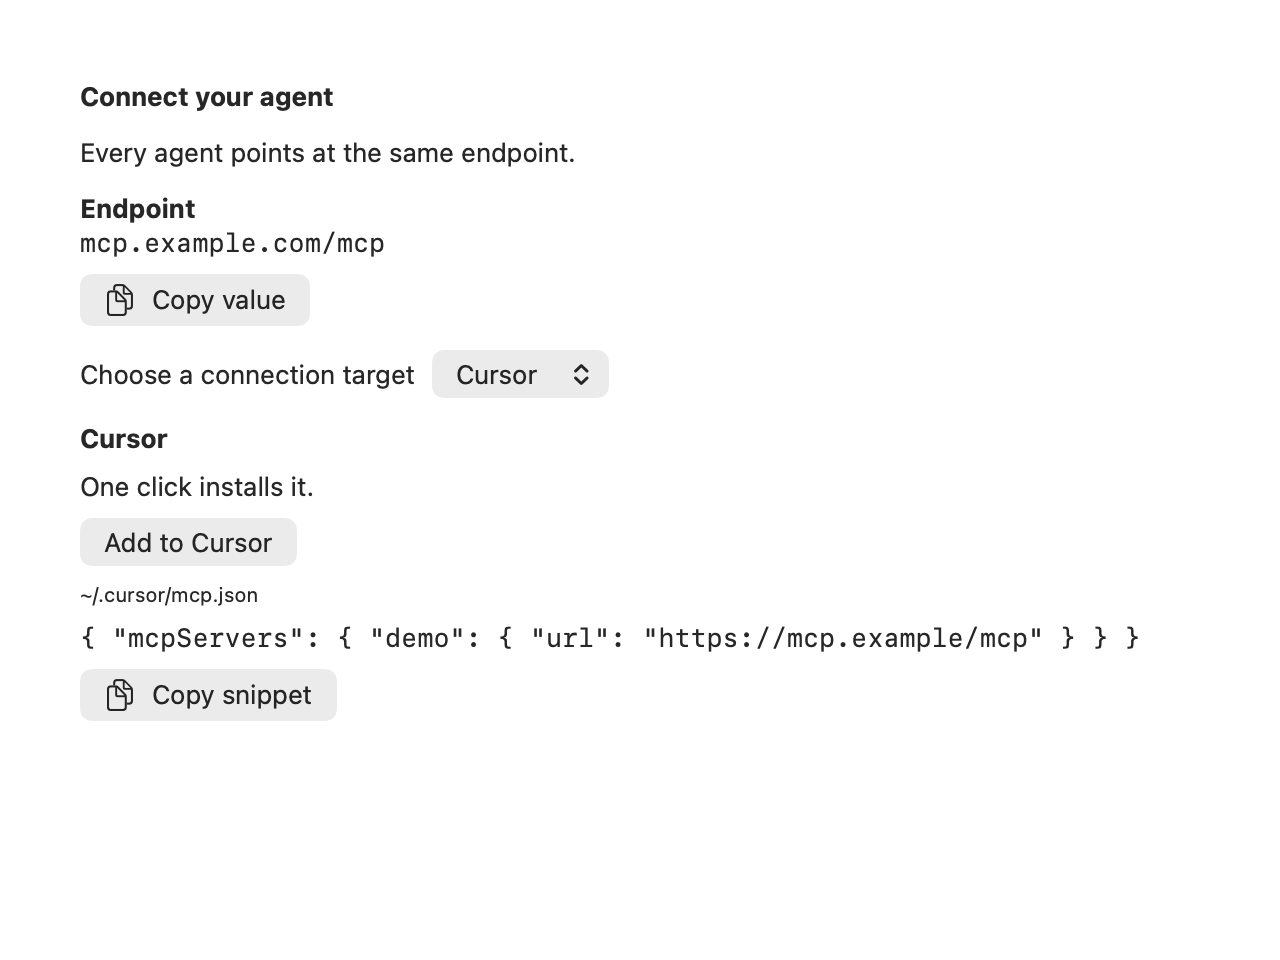 Connect your agent
Every agent points at the same endpoint.
Endpoint
mcp.example.com/mcp
Copy value
Choose a connection target Cursor
Cursor
One click installs it.
Add to Cursor
~/.cursor/mcp.json
{ "mcpServers": { "demo": { "url": "https://mcp.example/mcp" } } }
Copy snippet